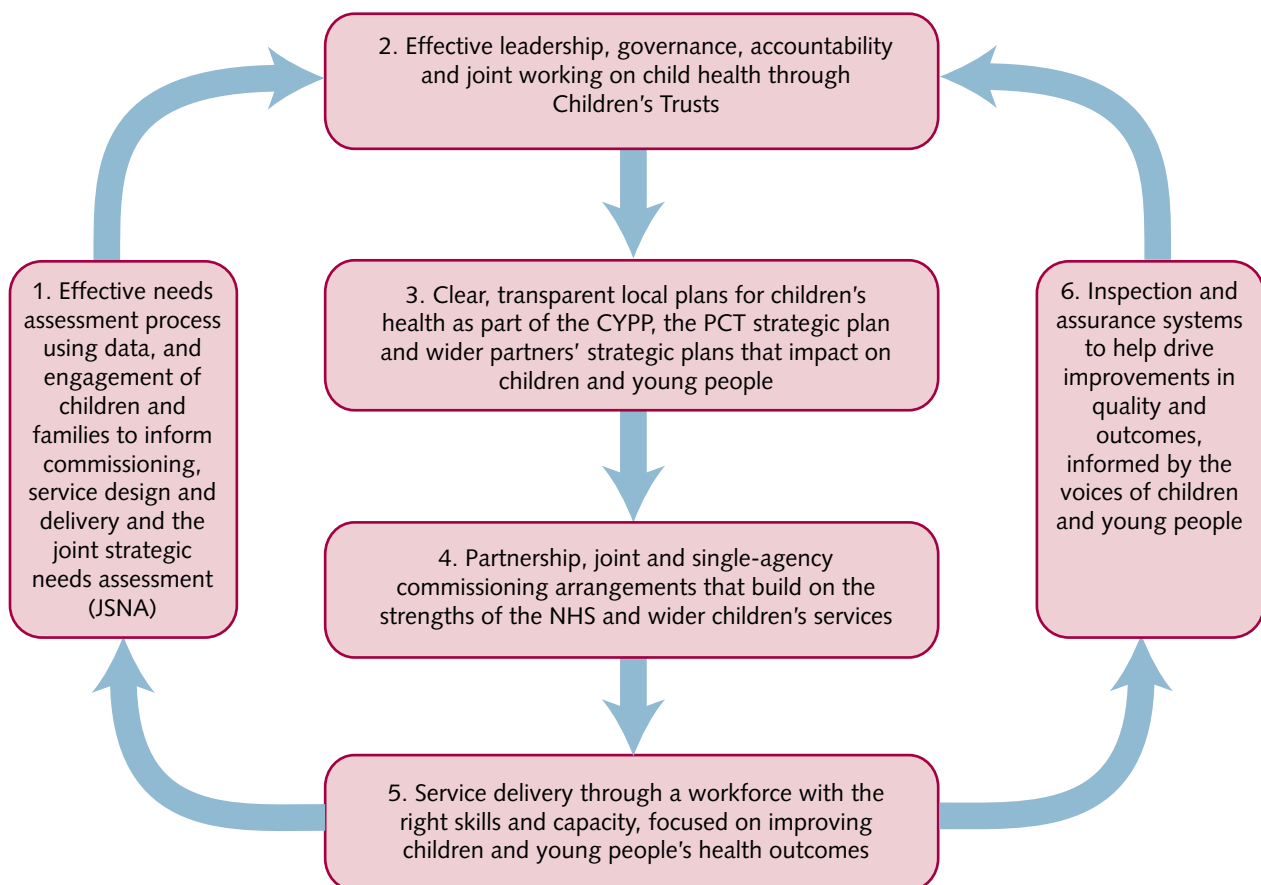 2. Effective leadership, governance, accountability
and joint working on child health through
Children’s Trusts
1. Effective needs
assessment process
using data, and
engagement of
children and
families to inform
commissioning,
service design and
delivery and the
joint strategic
needs assessment
(JSNA)
3. Clear, transparent local plans for children’s
health as part of the CYPP, the PCT strategic plan
and wider partners’ strategic plans that impact on
children and young people
6. Inspection and
assurance systems
to help drive
improvements in
quality and
outcomes,
informed by the
voices of children
and young people
4. Partnership, joint and single-agency
commissioning arrangements that build on the
strengths of the NHS and wider children’s services
5. Service delivery through a workforce with the
right skills and capacity, focused on improving
children and young people’s health outcomes